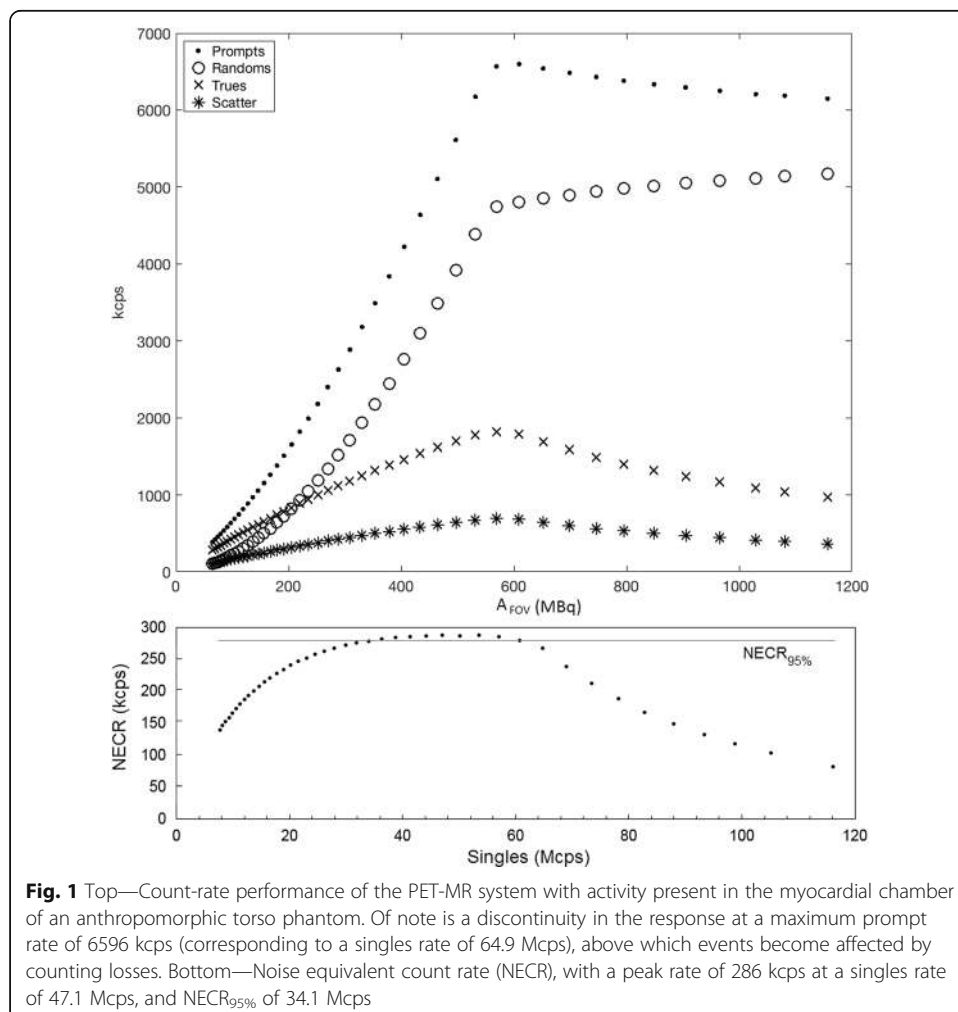 7000
6000
5000
4000
3000
2000
1000
0
kcps
Prompts
Randoms
Trues
Scatter
0 200 400 600 800 1000 1200
A_FOV (MBq)
300
250
200
150
100
50
0
NECR (kcps)
NECR95%
0 20 40 60 80 100 120
Singles (Mcps)
Fig. 1 Top—Count-rate performance of the PET-MR system with activity present in the myocardial chamber
of an anthropomorphic torso phantom. Of note is a discontinuity in the response at a maximum prompt
rate of 6596 kcps (corresponding to a singles rate of 64.9 Mcps), above which events become affected by
counting losses. Bottom—Noise equivalent count rate (NECR), with a peak rate of 286 kcps at a singles rate
of 47.1 Mcps, and NECR95% of 34.1 Mcps